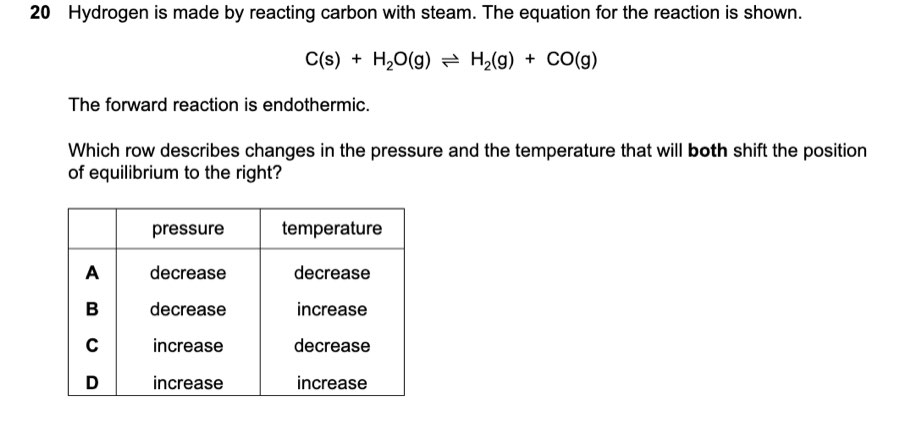 20 Hydrogen is made by reacting carbon with steam. The equation for the reaction is shown.
C(s) + H₂O(g) ⇌ H₂(g) + CO(g)
The forward reaction is endothermic.
Which row describes changes in the pressure and the temperature that will both shift the position
of equilibrium to the right?
pressure temperature
A decrease decrease
B decrease increase
C increase decrease
D increase increase